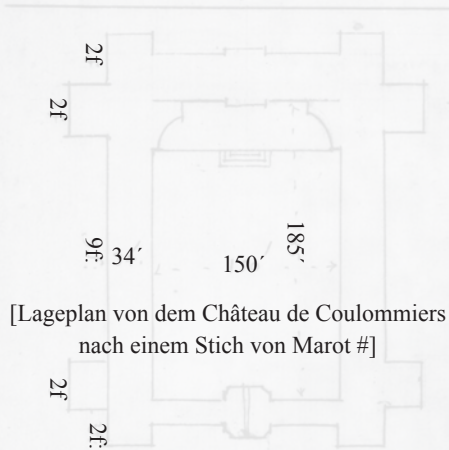 2f
2f
9f:
34´
150´
185´
[Lageplan von dem Château de Coulommiers
nach einem Stich von Marot #]
2f
2f: